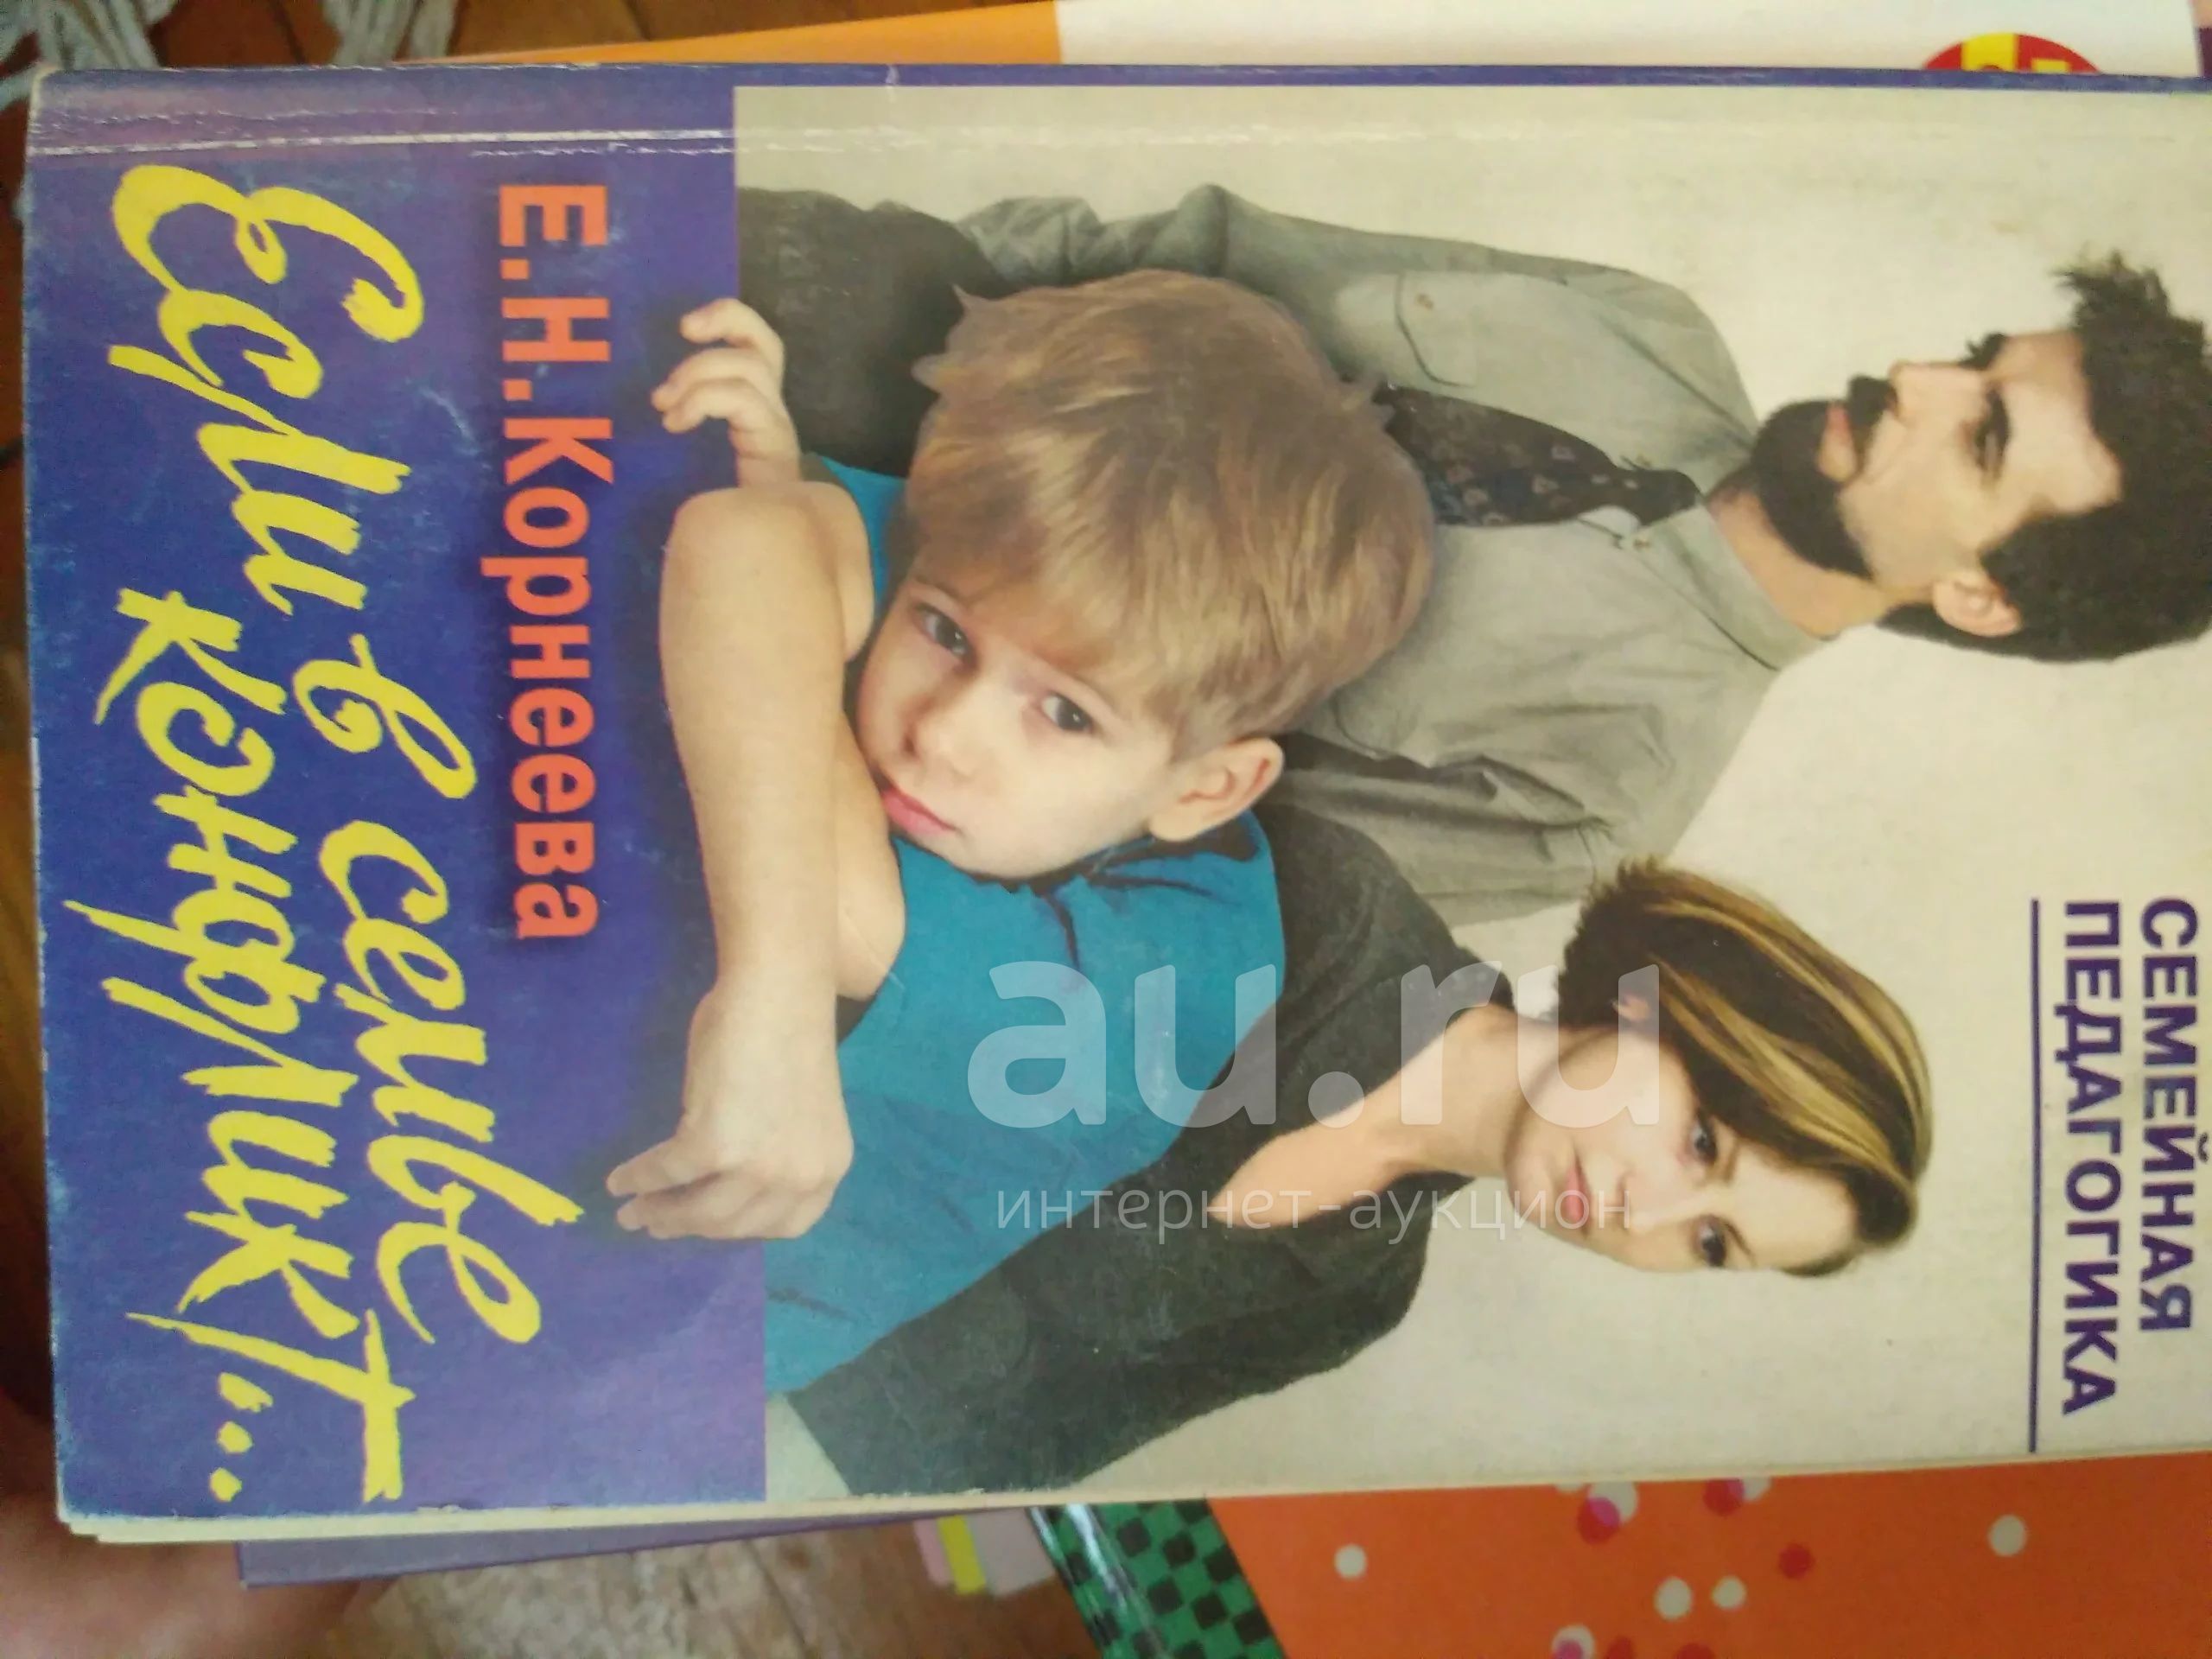 СЕМЕЙНАЯ
ПЕДАГОГИКА
Е.Н.Корнеева
Если в семье
конфликт...
au.ru
интернет-аукцион